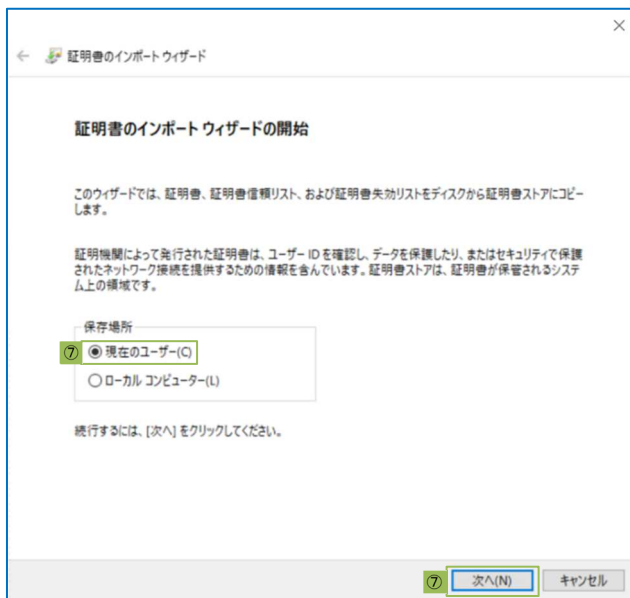 証明書のインポート ウィザード
証明書のインポート ウィザードの開始
このウィザードでは、証明書、証明書信頼リスト、および証明書失効リストをディスクから証明書ストアにコピー
します。
証明機関によって発行された証明書は、ユーザー ID を確認し、データを保護したり、またはセキュリティで保護
されたネットワーク接続を提供するための情報を含んでいます。証明書ストアは、証明書が保管されるシステ
ム上の領域です。
保存場所
⑦ 現在のユーザー(C)
ローカル コンピューター(L)
続行するには、[次へ] をクリックしてください。
⑦ 次へ(N) キャンセル